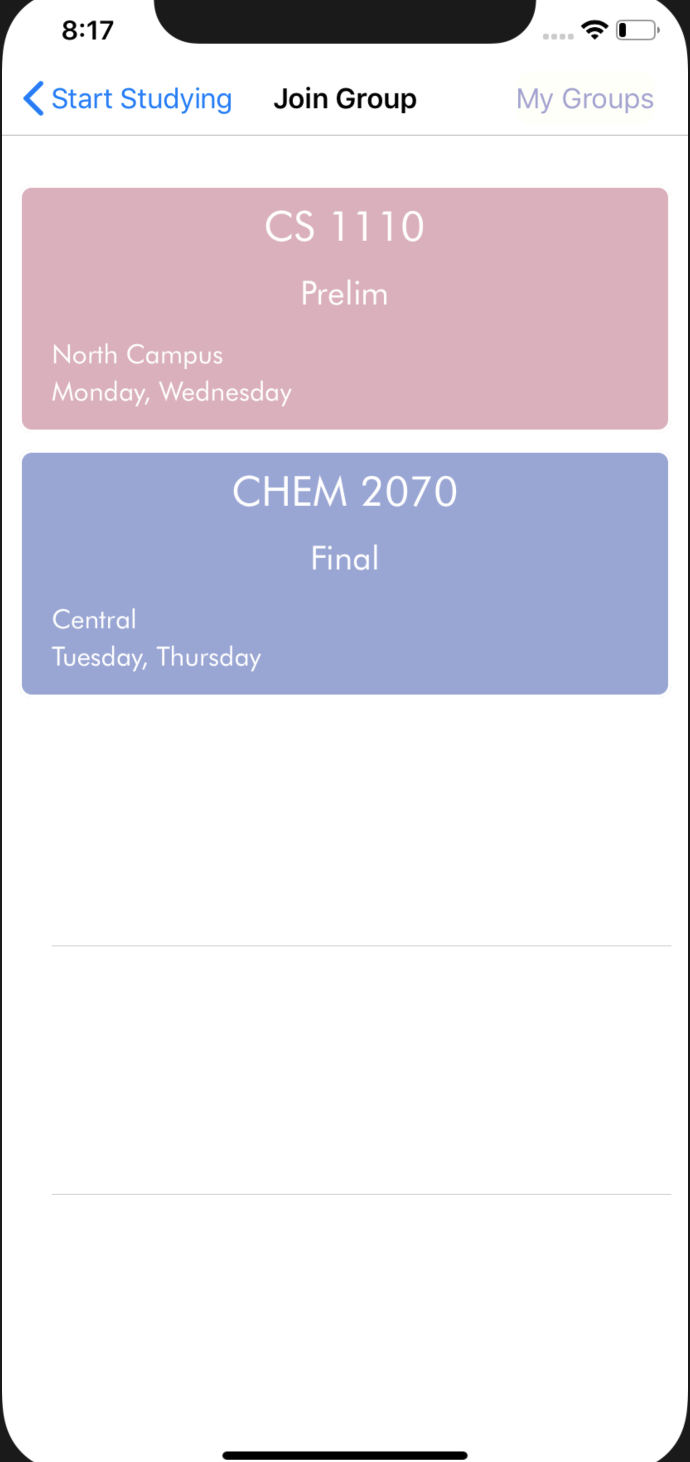 8:17
Start Studying Join Group My Groups
CS 1110
Prelim
North Campus
Monday, Wednesday
CHEM 2070
Final
Central
Tuesday, Thursday